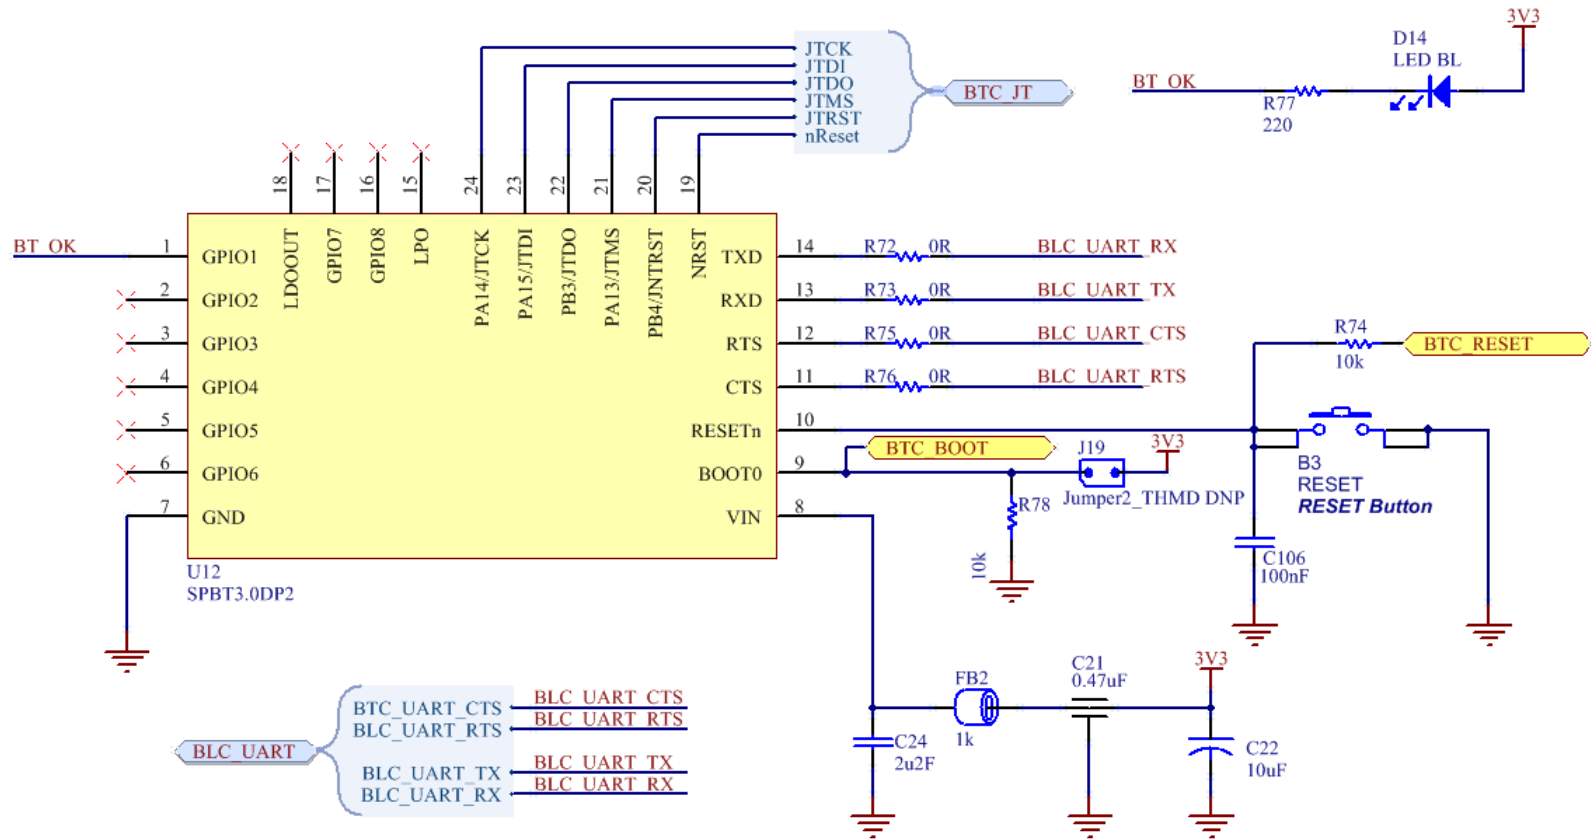 JTCK
JTDI
JTDO
JTMS
JTRST
nReset
BTC_JT
3V3
D14
LED BL
BT_OK
R77
220
18
17
16
15
24
23
22
21
20
19
LDOOUT
GPIO7
GPIO8
LPO
PA14/JTCK
PA15/JTDI
PB3/JTDO
PA13/JTMS
PB4/JNTRST
NRST
BT_OK
1
GPIO1
2
GPIO2
3
GPIO3
4
GPIO4
5
GPIO5
6
GPIO6
7
GND
TXD
14
R72
0R
BLC_UART_RX
RXD
13
R73
0R
BLC_UART_TX
RTS
12
R75
0R
BLC_UART_CTS
CTS
11
R76
0R
BLC_UART_RTS
RESETn
10
BOOT0
9
VIN
8
U12
SPBT3.0DP2
R74
10k
BTC_RESET
BTC_BOOT
J19
3V3
Jumper2_THMD DNP
R78
10k
B3
RESET
RESET Button
C106
100nF
FB2
1k
C21
0.47uF
3V3
C24
2u2F
C22
10uF
BLC_UART
BTC_UART_CTS
BLC_UART_CTS
BLC_UART_RTS
BLC_UART_RTS
BLC_UART_TX
BLC_UART_TX
BLC_UART_RX
BLC_UART_RX